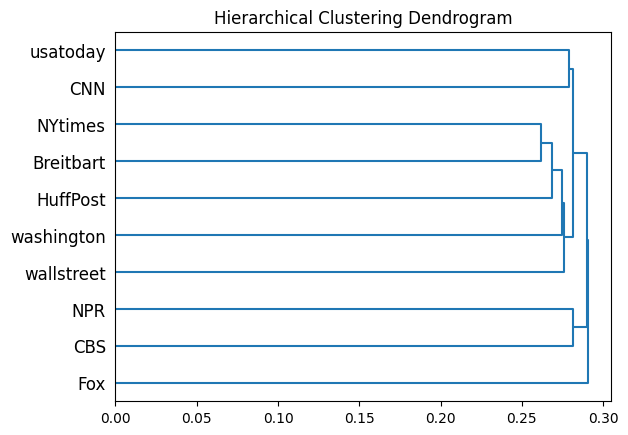 Hierarchical Clustering Dendrogram
usatoday
CNN
NYtimes
Breitbart
HuffPost
washington
wallstreet
NPR
CBS
Fox
0.00 0.05 0.10 0.15 0.20 0.25 0.30